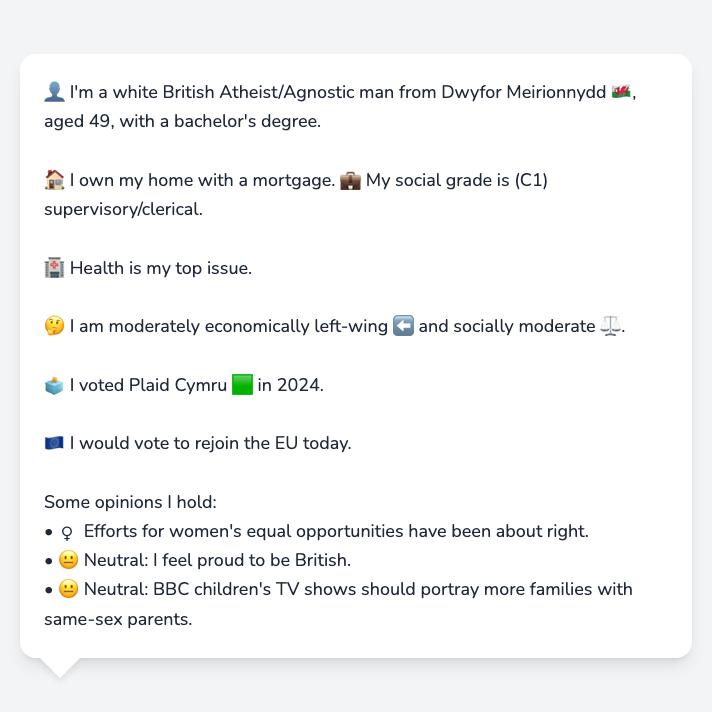 👤 I'm a white British Atheist/Agnostic man from Dwyfor Meirionnydd 🏴󠁧󠁢󠁷󠁬󠁳󠁿,
aged 49, with a bachelor's degree.
🏠 I own my home with a mortgage. 💼 My social grade is (C1)
supervisory/clerical.
🏥 Health is my top issue.
🤔 I am moderately economically left-wing ⬅️ and socially moderate ⚖️.
🗳️ I voted Plaid Cymru 🟩 in 2024.
🇪🇺 I would vote to rejoin the EU today.
Some opinions I hold:
• ♀️ Efforts for women's equal opportunities have been about right.
• 😐 Neutral: I feel proud to be British.
• 😐 Neutral: BBC children's TV shows should portray more families with
same-sex parents.